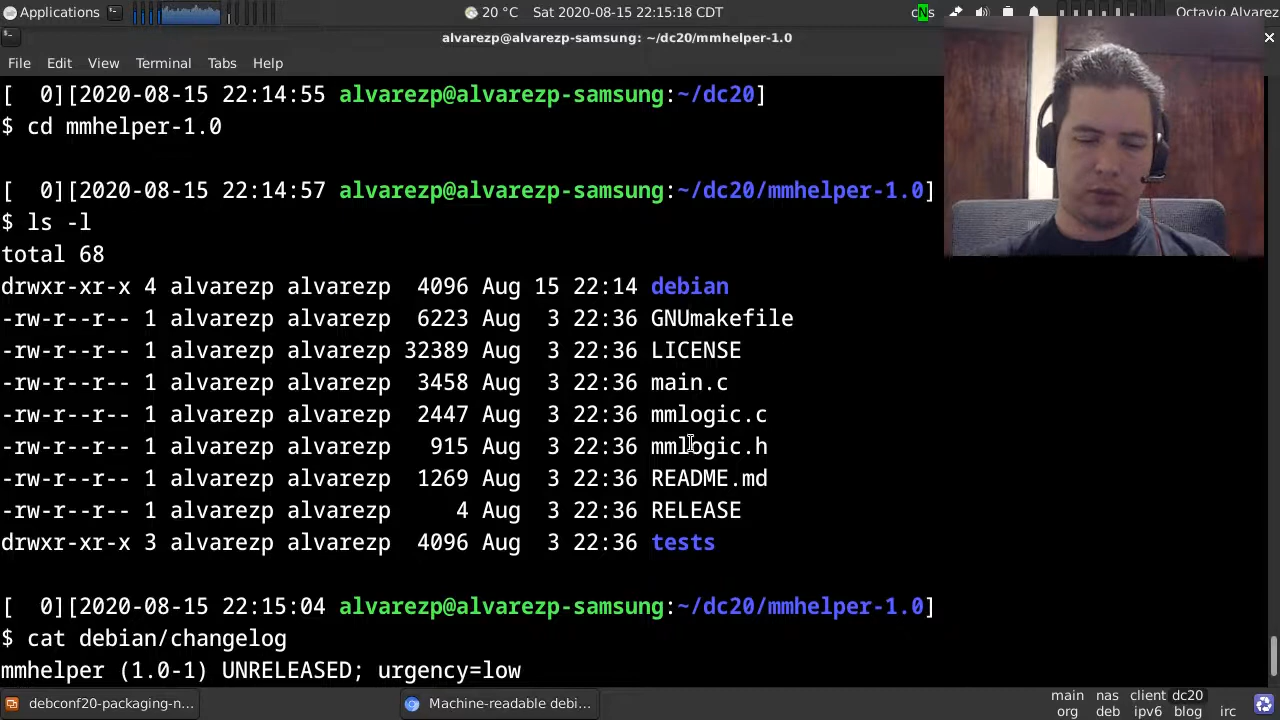 Applications
20 °C Sat 2020-08-15 22:15:18 CDT
Octavio Alvarez
alvarezp@alvarezp-samsung: ~/dc20/mmhelper-1.0
File Edit View Terminal Tabs Help
[  0][2020-08-15 22:14:55 alvarezp@alvarezp-samsung:~/dc20]
$ cd mmhelper-1.0
[  0][2020-08-15 22:14:57 alvarezp@alvarezp-samsung:~/dc20/mmhelper-1.0]
$ ls -l
total 68
drwxr-xr-x 4 alvarezp alvarezp  4096 Aug 15 22:14 debian
-rw-r--r-- 1 alvarezp alvarezp  6223 Aug  3 22:36 GNUmakefile
-rw-r--r-- 1 alvarezp alvarezp 32389 Aug  3 22:36 LICENSE
-rw-r--r-- 1 alvarezp alvarezp  3458 Aug  3 22:36 main.c
-rw-r--r-- 1 alvarezp alvarezp  2447 Aug  3 22:36 mmlogic.c
-rw-r--r-- 1 alvarezp alvarezp   915 Aug  3 22:36 mmlogic.h
-rw-r--r-- 1 alvarezp alvarezp  1269 Aug  3 22:36 README.md
-rw-r--r-- 1 alvarezp alvarezp     4 Aug  3 22:36 RELEASE
drwxr-xr-x 3 alvarezp alvarezp  4096 Aug  3 22:36 tests
[  0][2020-08-15 22:15:04 alvarezp@alvarezp-samsung:~/dc20/mmhelper-1.0]
$ cat debian/changelog
mmhelper (1.0-1) UNRELEASED; urgency=low
debconf20-packaging-n... Machine-readable debi... main nas client dc20
org deb ipv6 blog irc